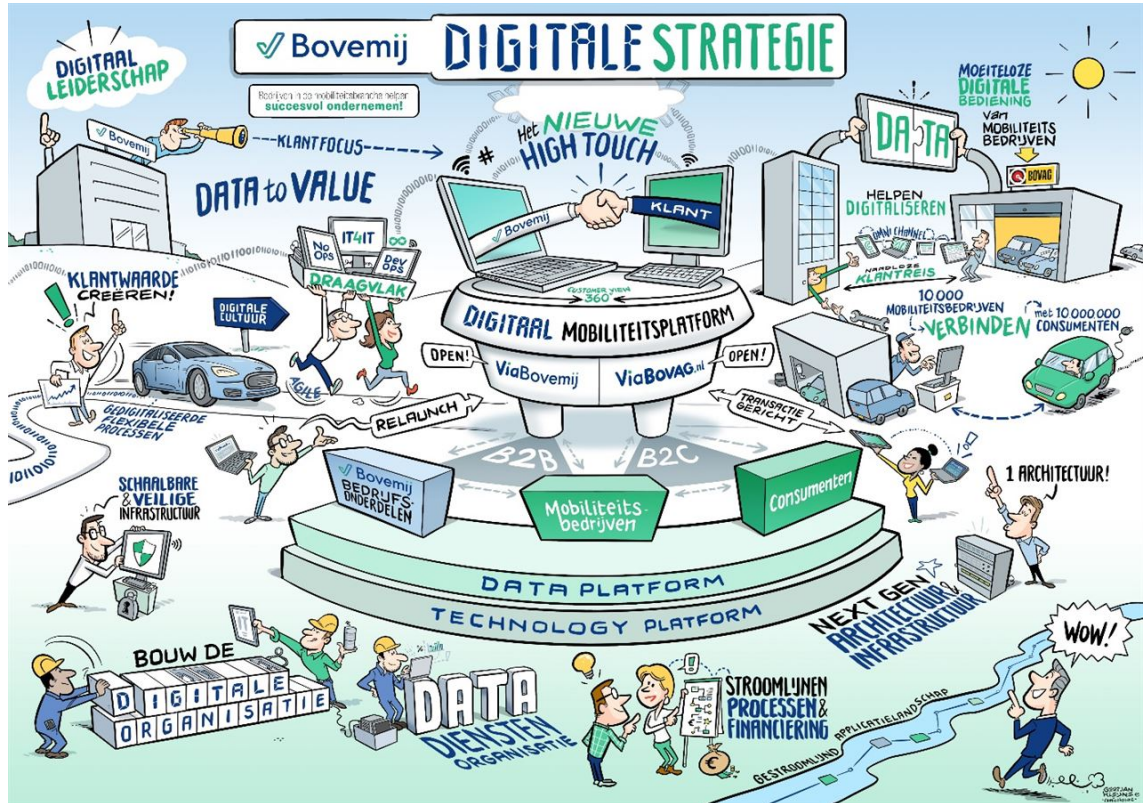 Bovemij
DIGITALE STRATEGIE
DIGITAAL
LEIDERSCHAP
Bedrijven in de mobiliteitsbranche helpen
succesvol ondernemen!
Bovemij
KLANTFOCUS
DATA to VALUE
Het NIEUWE
HIGH TOUCH
#
Bovemij
KLANT
CUSTOMER VIEW
360°
DIGITAAL MOBILITEITSPLATFORM
OPEN!
ViaBovemij
ViaBOVAG.nl
OPEN!
MOEITELOZE
DIGITALE
BEDIENING
van
MOBILITEITS
BEDRIJVEN
DATA
BOVAG
HELPEN
DIGITALISEREN
OMNI CHANNEL
NAADLOZE
KLANTREIS
10.000
MOBILITEITSBEDRIJVEN
VERBINDEN
met 10.000.000
CONSUMENTEN
No
OPS
IT4IT
Dev
OPS
DRAAGVLAK
KLANTWAARDE
CREËREN!
DIGITALE
CULTUUR
AGILE
GEDIGITALISEERDE
FLEXIBELE
PROCESSEN
RELAUNCH
TRANSACTIE
GERICHT
B2B
B2C
Bovemij
BEDRIJFS-
ONDERDELEN
Mobiliteits-
bedrijven
Consumenten
DATA PLATFORM
TECHNOLOGY PLATFORM
SCHAALBARE
& VEILIGE
INFRASTRUCTUUR
1 ARCHITECTUUR!
NEXT GEN
ARCHITECTUUR &
INFRASTRUCTUUR
BOUW DE
DIGITALE
ORGANISATIE
DATA
DIENSTEN
ORGANISATIE
STROOMLIJNEN
PROCESSEN &
FINANCIERING
€
GESTROOMLIJND APPLICATIELANDSCHAP
WOW!